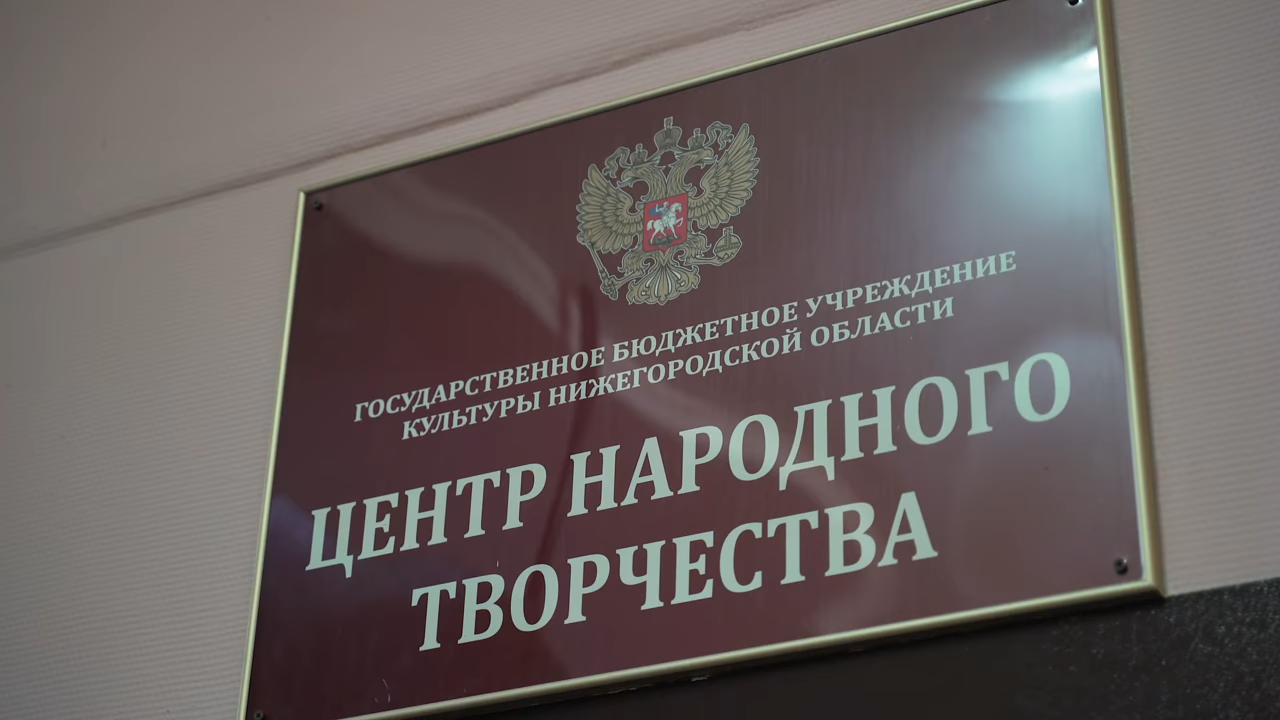 ГОСУДАРСТВЕННОЕ БЮДЖЕТНОЕ УЧРЕЖДЕНИЕ
КУЛЬТУРЫ НИЖЕГОРОДСКОЙ ОБЛАСТИ
ЦЕНТР НАРОДНОГО
ТВОРЧЕСТВА